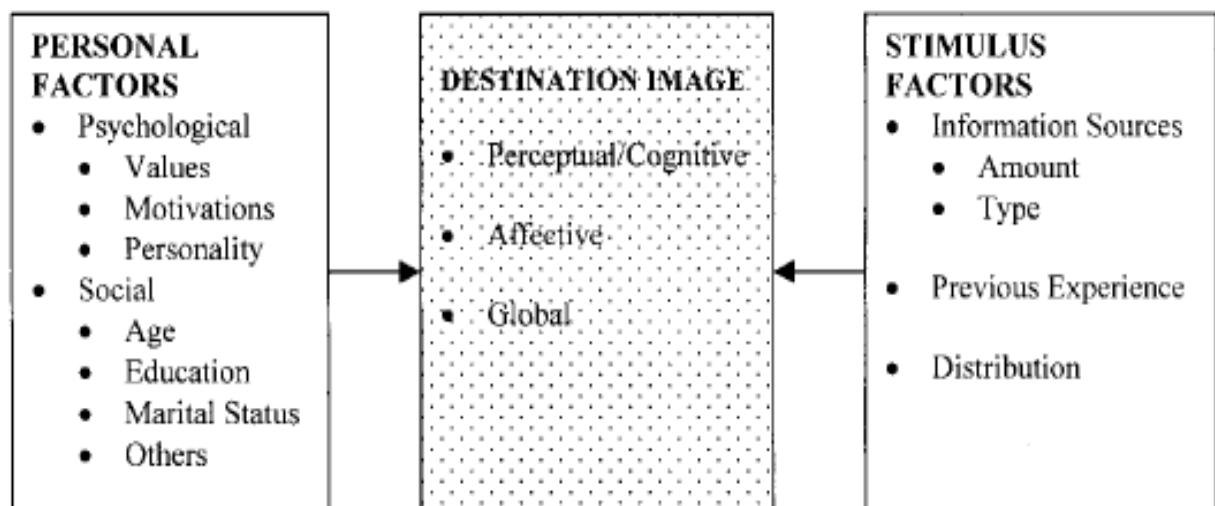 PERSONAL
FACTORS
• Psychological
• Values
• Motivations
• Personality
• Social
• Age
• Education
• Marital Status
• Others
DESTINATION IMAGE
• Perceptual/Cognitive
• Affective
• Global
STIMULUS
FACTORS
• Information Sources
• Amount
• Type
• Previous Experience
• Distribution